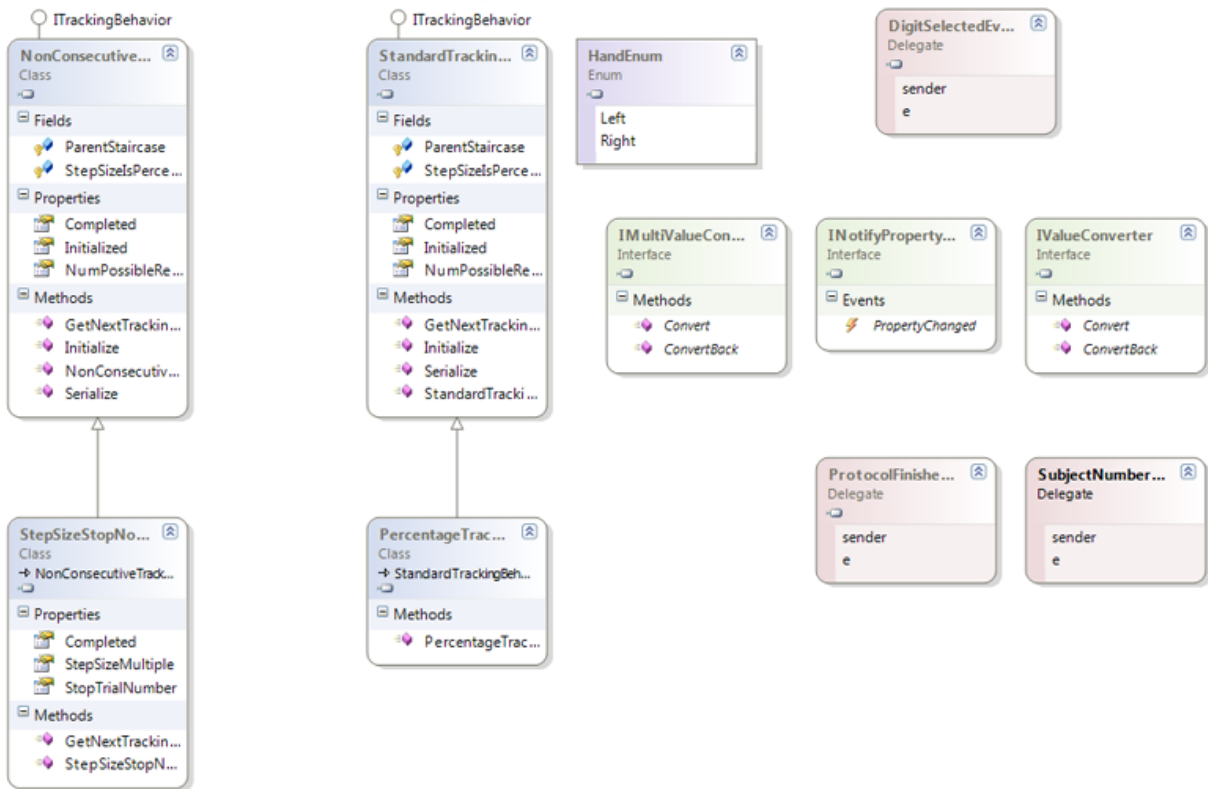 ITrackingBehavior
NonConsecutive...
Class
Fields
ParentStaircase
StepSizeIsPerce...
Properties
Completed
Initialized
NumPossibleRe...
Methods
GetNextTrackin...
Initialize
NonConsecutiv...
Serialize
StepSizeStopNo...
Class
NonConsecutiveTrack...
Properties
Completed
StepSizeMultiple
StopTrialNumber
Methods
GetNextTrackin...
StepSizeStopN...
ITrackingBehavior
StandardTrackin...
Class
Fields
ParentStaircase
StepSizeIsPerce...
Properties
Completed
Initialized
NumPossibleRe...
Methods
GetNextTrackin...
Initialize
Serialize
StandardTracki...
PercentageTrac...
Class
StandardTrackingBeh...
Methods
PercentageTrac...
HandEnum
Enum
Left
Right
DigitSelectedEv...
Delegate
sender
e
IMultiValueCon...
Interface
Methods
Convert
ConvertBack
INotifyProperty...
Interface
Events
PropertyChanged
IValueConverter
Interface
Methods
Convert
ConvertBack
ProtocolFinishe...
Delegate
sender
e
SubjectNumber...
Delegate
sender
e